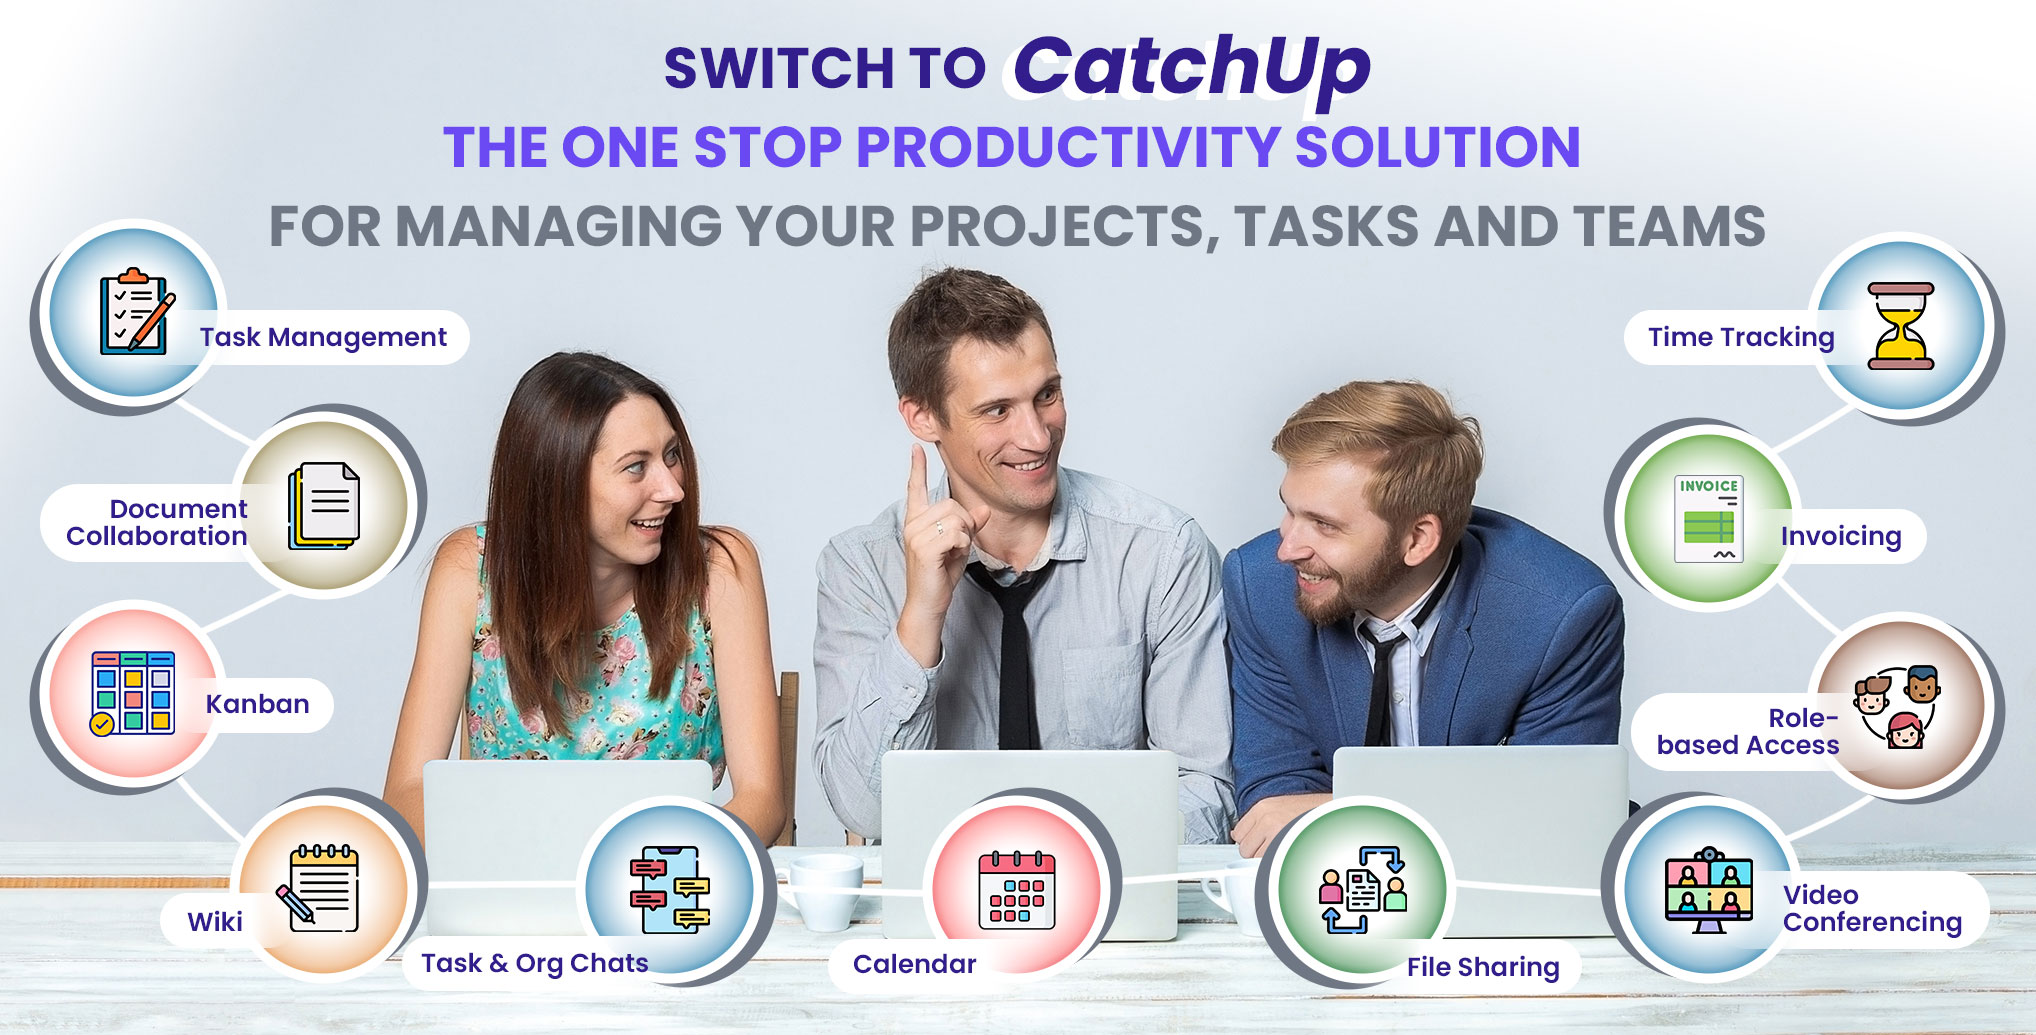 SWITCH TO CatchUp
THE ONE STOP PRODUCTIVITY SOLUTION
FOR MANAGING YOUR PROJECTS, TASKS AND TEAMS
Task Management
Document
Collaboration
Kanban
Wiki
Task & Org Chats
Calendar
File Sharing
Video
Conferencing
Role-
based Access
INVOICE
Invoicing
Time Tracking